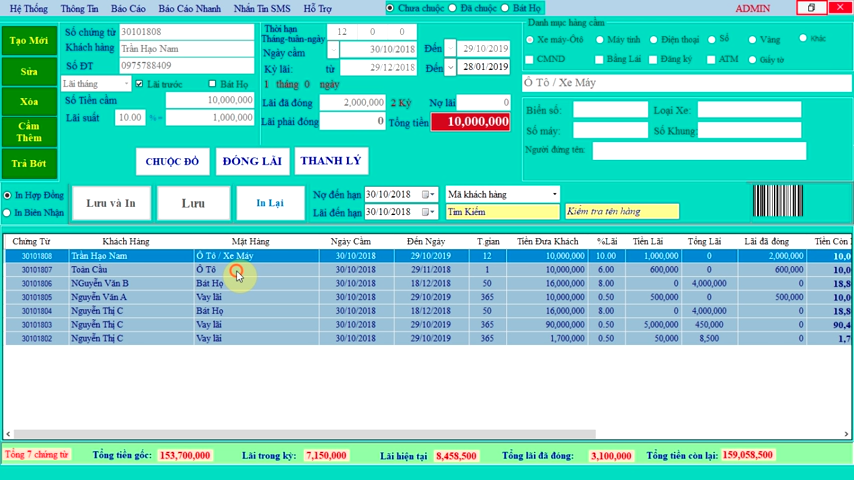 Hệ Thống Thông Tin Báo Cáo Báo Cáo Nhanh Nhắn Tin SMS Hỗ Trợ Chưa chuộc Đã chuộc Bát Họ ADMIN
Tạo Mới
Sửa
Xóa
Cầm Thêm
Trả Bớt
Số chứng từ 30101808
Khách hàng Trần Hạo Nam
Số ĐT 0975788409
Lãi tháng Lãi trước Bát Họ
Số Tiền cầm 10,000,000
Lãi suất 10.00 % = 1,000,000
Thời hạn 12 0 0
Tháng-tuần-ngày
Ngày cầm 30/10/2018 Đến 29/10/2019
Kỳ lãi: từ 29/12/2018 Đến 28/01/2019
1 tháng 0 ngày
Lãi đã đóng 2,000,000 2 Kỳ Nợ lãi 0
Lãi phải đóng 0 Tổng tiền 10,000,000
Danh mục hàng cầm
Xe máy-Ôtô Máy tính Điện thoại Sổ Vàng Khác
CMND Bằng Lái Đăng ký ATM Giấy tờ
Ô Tô / Xe Máy
Biển số: Loại Xe:
Số máy: Số Khung:
Người đứng tên:
CHUỘC ĐỒ ĐÓNG LÃI THANH LÝ
In Hợp Đồng
In Biên Nhận
Lưu và In Lưu In Lại
Nợ đến hạn 30/10/2018 Mã khách hàng
Lãi đến hạn 30/10/2018 Tìm Kiếm Kiểm tra tên hàng
Chứng Từ Khách Hàng Mặt Hàng Ngày Cầm Đến Ngày T.gian Tiền Đưa Khách %Lãi Tiền Lãi Tổng Lãi Lãi đã đóng Tiền Còn
30101808 Trần Hạo Nam Ô Tô / Xe Máy 30/10/2018 29/10/2019 12 10,000,000 10.00 1,000,000 0 2,000,000 10,0
30101807 Toàn Cầu Ô Tô 30/10/2018 29/11/2018 1 10,000,000 6.00 600,000 0 600,000 10,0
30101806 NGuyễn Văn B Bát Họ 30/10/2018 18/12/2018 50 16,000,000 8.00 0 4,000,000 0 18,8
30101805 Nguyễn Văn A Vay lãi 30/10/2018 29/10/2019 365 10,000,000 0.50 500,000 0 500,000 10,0
30101804 Nguyễn Thị C Bát Họ 30/10/2018 18/12/2018 50 16,000,000 8.00 0 4,000,000 0 18,8
30101803 Nguyễn Thị C Vay lãi 30/10/2018 29/10/2019 365 90,000,000 0.50 5,000,000 450,000 0 90,4
30101802 Nguyễn Thị C Vay lãi 30/10/2018 29/10/2019 365 1,700,000 0.50 50,000 8,500 0 1,7
Tổng 7 chứng từ Tổng tiền gốc: 153,700,000 Lãi trong kỳ: 7,150,000 Lãi hiện tại 8,458,500 Tổng lãi đã đóng: 3,100,000 Tổng tiền còn lại: 159,058,500